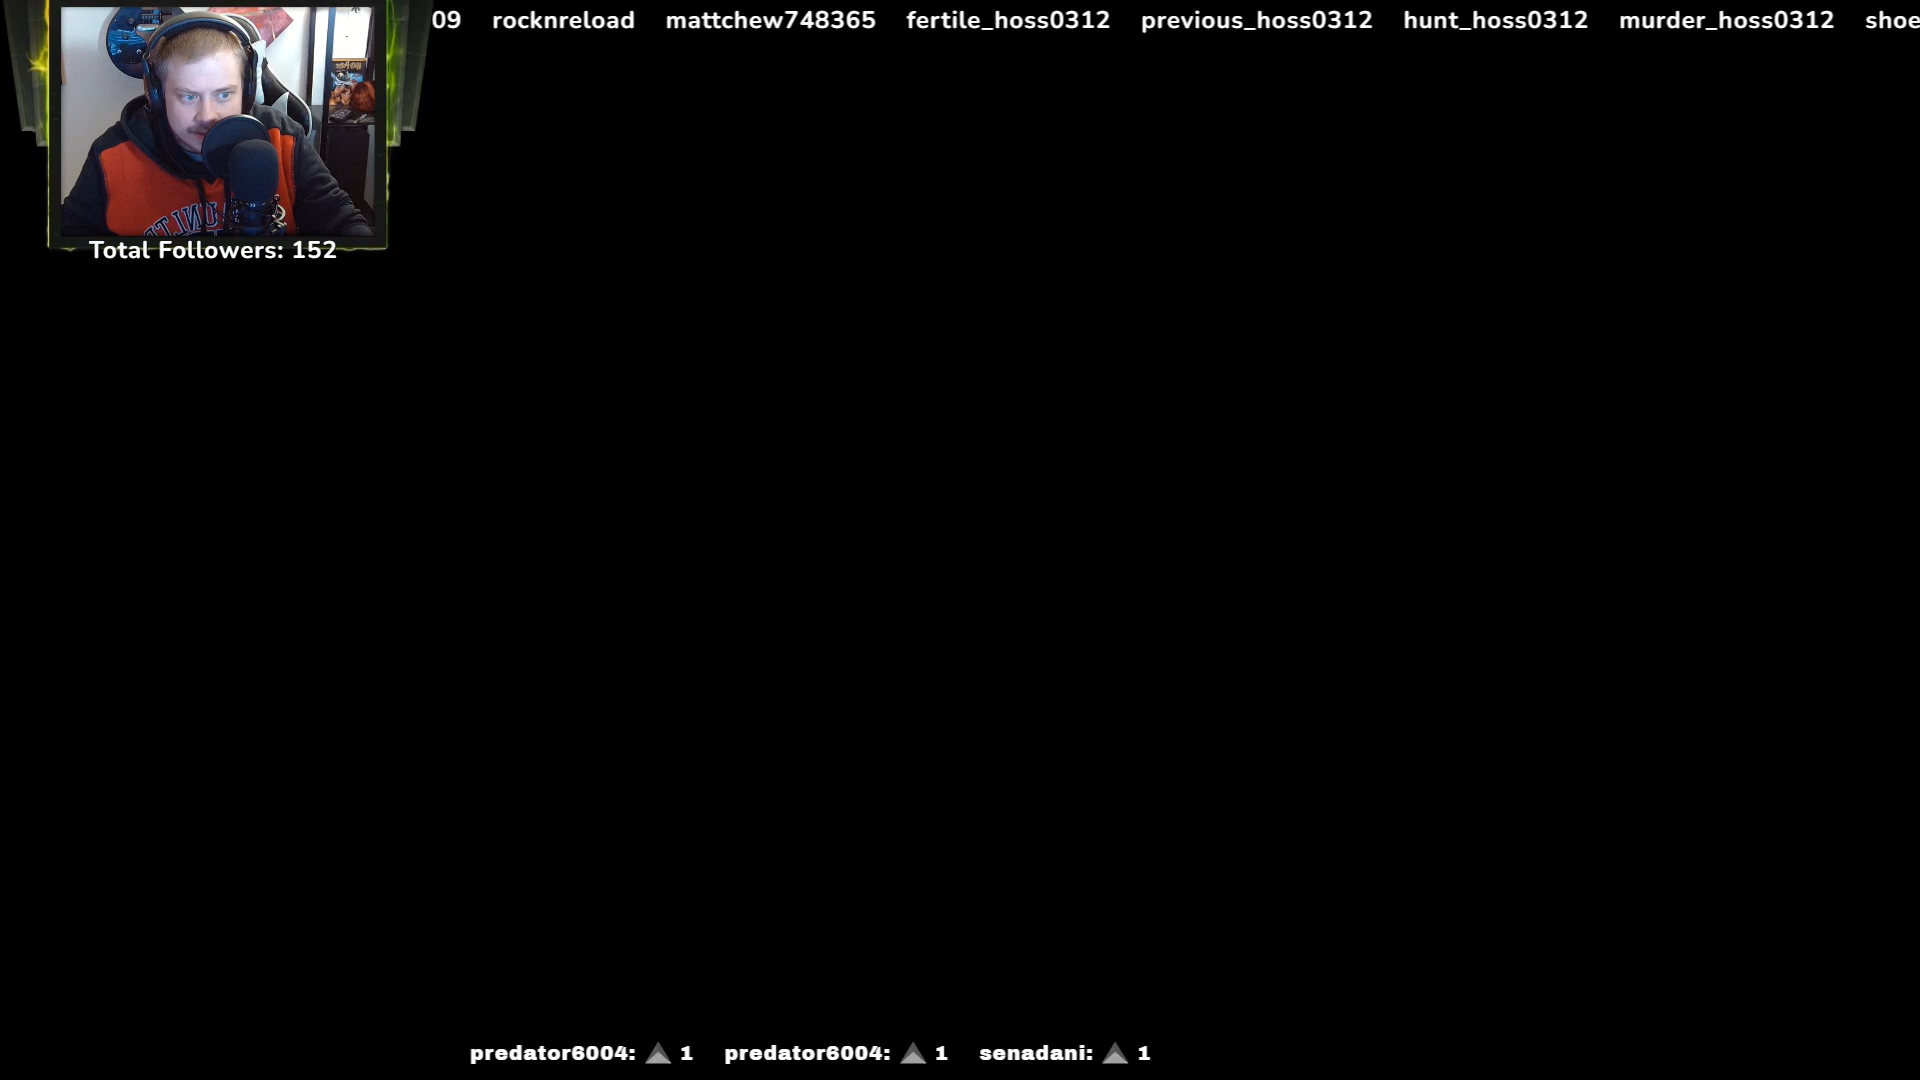 09 rocknreload mattchew748365 fertile_hoss0312 previous_hoss0312 hunt_hoss0312 murder_hoss0312 shoe
Total Followers: 152
predator6004: 1 predator6004: 1 senadani: 1